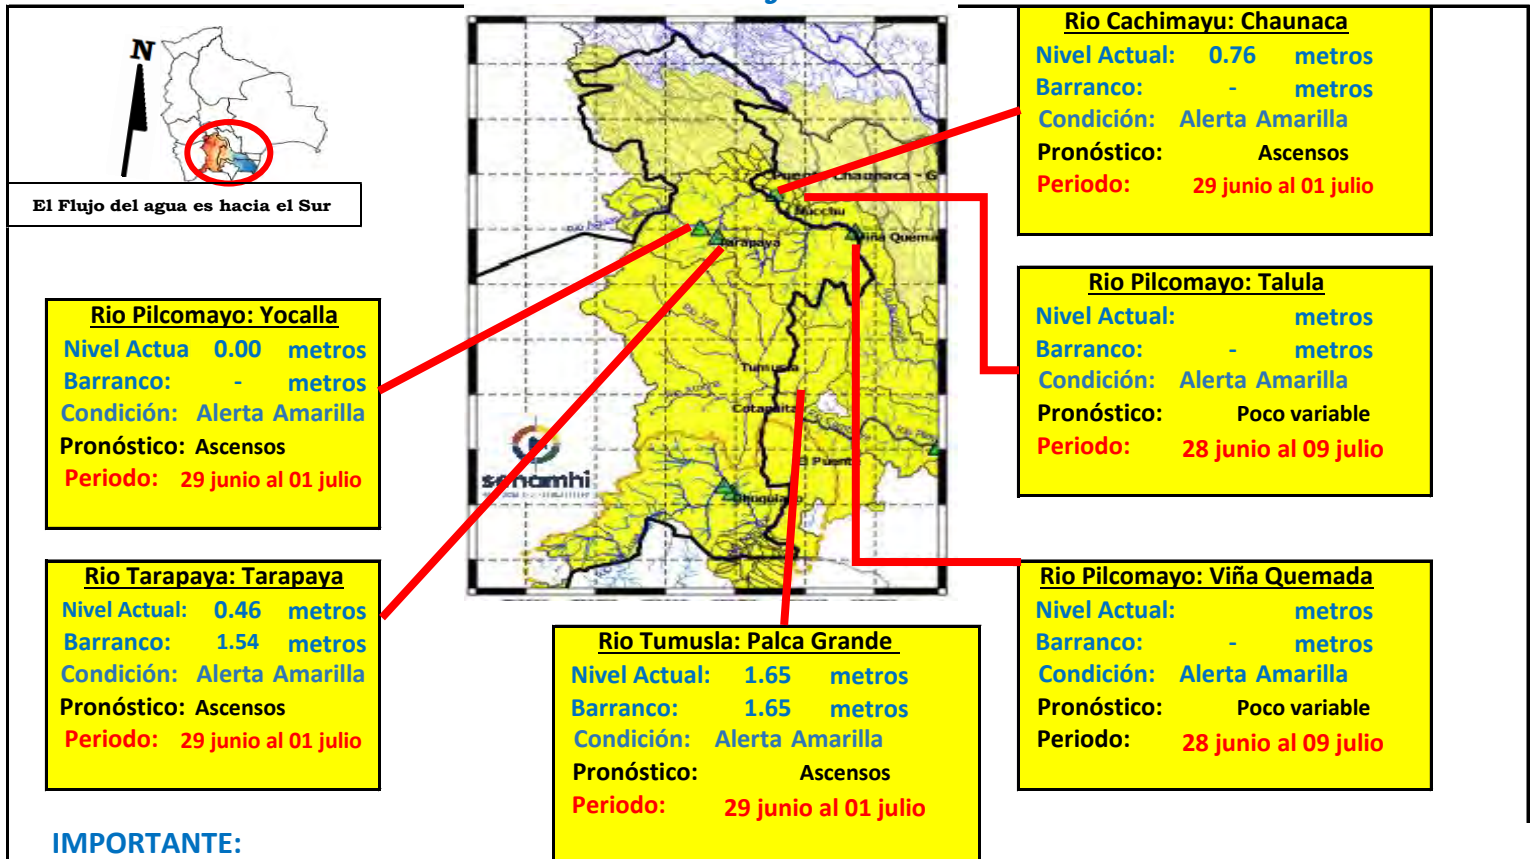 N
El Flujo del agua es hacia el Sur
Rio Pilcomayo: Yocalla
Nivel Actua 0.00 metros
Barranco: - metros
Condición: Alerta Amarilla
Pronóstico: Ascensos
Periodo: 29 junio al 01 julio
Rio Tarapaya: Tarapaya
Nivel Actual: 0.46 metros
Barranco: 1.54 metros
Condición: Alerta Amarilla
Pronóstico: Ascensos
Periodo: 29 junio al 01 julio
IMPORTANTE:
Puente Chaunaca - G
Ñucchu
Tarapaya
Viña Quema
Tumusla
Cotagaita
El Puente
Chuquiago
senamhi
Rio Tumusla: Palca Grande
Nivel Actual: 1.65 metros
Barranco: 1.65 metros
Condición: Alerta Amarilla
Pronóstico: Ascensos
Periodo: 29 junio al 01 julio
Rio Cachimayu: Chaunaca
Nivel Actual: 0.76 metros
Barranco: - metros
Condición: Alerta Amarilla
Pronóstico: Ascensos
Periodo: 29 junio al 01 julio
Rio Pilcomayo: Talula
Nivel Actual: metros
Barranco: - metros
Condición: Alerta Amarilla
Pronóstico: Poco variable
Periodo: 28 junio al 09 julio
Rio Pilcomayo: Viña Quemada
Nivel Actual: metros
Barranco: - metros
Condición: Alerta Amarilla
Pronóstico: Poco variable
Periodo: 28 junio al 09 julio